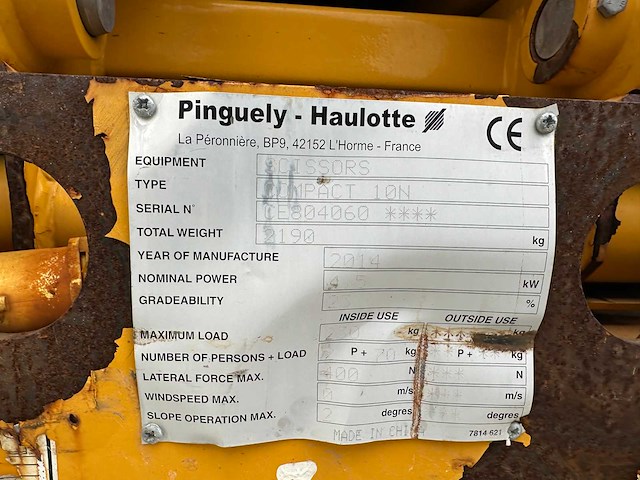 Pinguely - Haulotte
CE
La Péronnière, BP9, 42152 L'Horme - France
EQUIPMENT SCISSORS
TYPE COMPACT 10N
SERIAL N° CE804060 ****
TOTAL WEIGHT 2190 kg
YEAR OF MANUFACTURE 2014
NOMINAL POWER kW
GRADEABILITY %
INSIDE USE OUTSIDE USE
MAXIMUM LOAD kg kg
NUMBER OF PERSONS + LOAD P + kg P + kg
LATERAL FORCE MAX. 400 N N
WINDSPEED MAX. 0 m/s m/s
SLOPE OPERATION MAX. 2 degres degres
MADE IN CHINA 7814 621